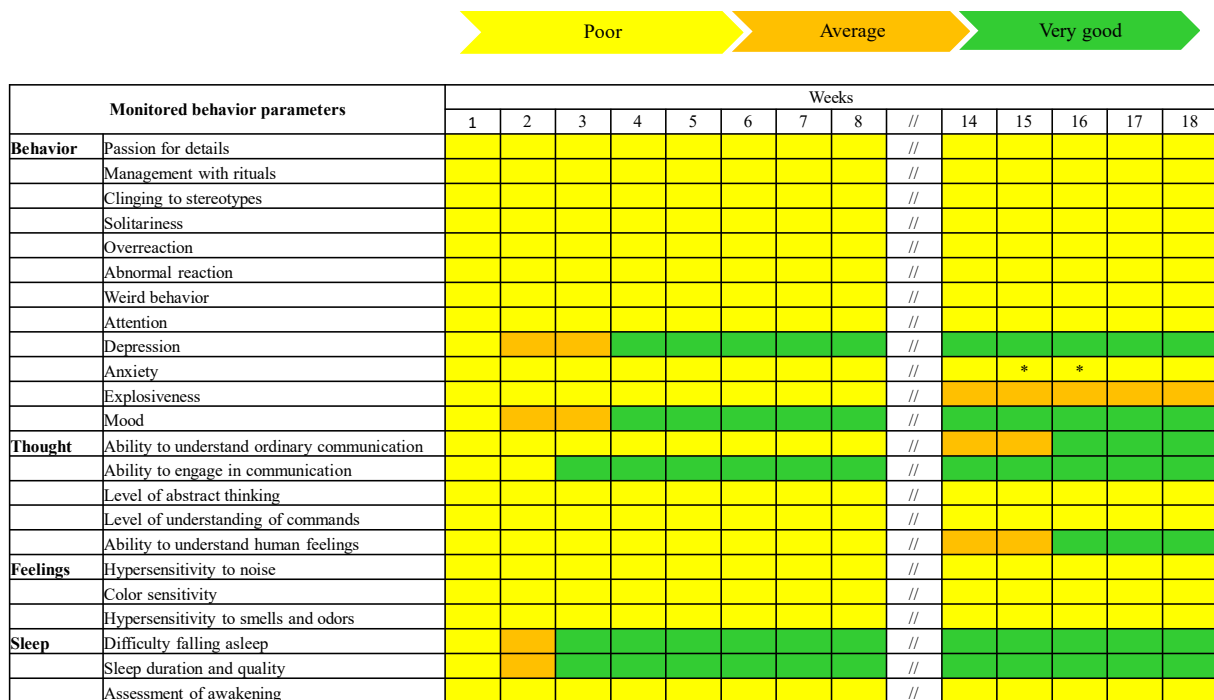 Poor Average Very good
Monitored behavior parameters Weeks
1 2 3 4 5 6 7 8 // 14 15 16 17 18
Behavior Passion for details //
Management with rituals //
Clinging to stereotypes //
Solitariness //
Overreaction //
Abnormal reaction //
Weird behavior //
Attention //
Depression //
Anxiety // * *
Explosiveness //
Mood //
Thought Ability to understand ordinary communication //
Ability to engage in communication //
Level of abstract thinking //
Level of understanding of commands //
Ability to understand human feelings //
Feelings Hypersensitivity to noise //
Color sensitivity //
Hypersensitivity to smells and odors //
Sleep Difficulty falling asleep //
Sleep duration and quality //
Assessment of awakening //